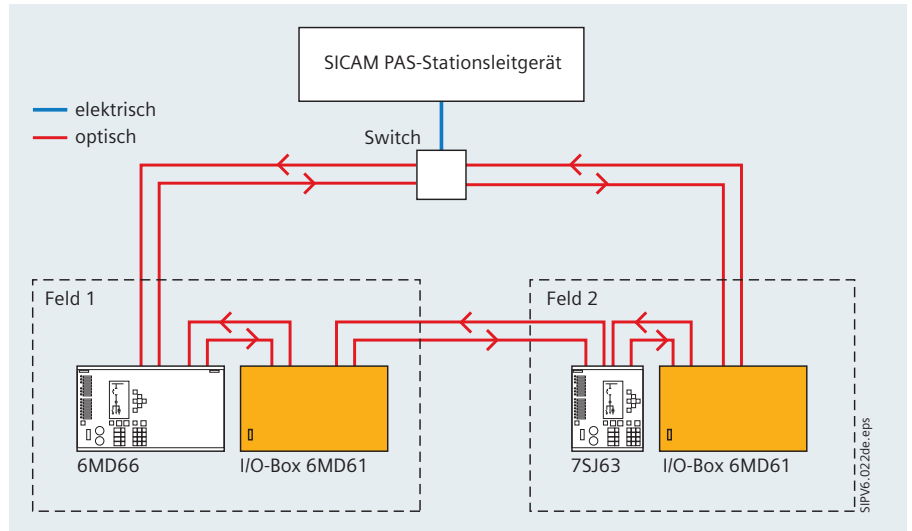 SICAM PAS-Stationsleitgerät
elektrisch
optisch
Switch
Feld 1
Feld 2
6MD66
I/O-Box 6MD61
7SJ63
I/O-Box 6MD61
SIPV6.022de.eps